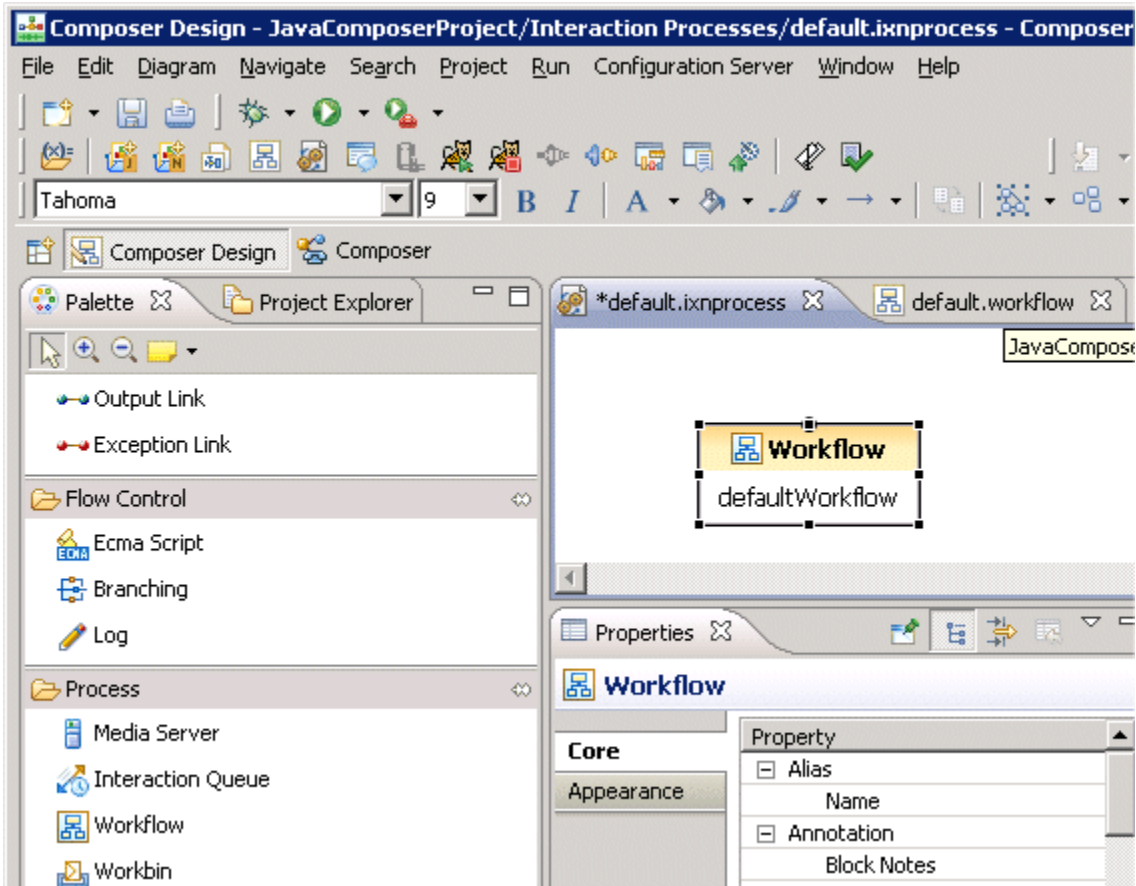 Composer Design - JavaComposerProject/Interaction Processes/default.ixnprocess - Composer
File Edit Diagram Navigate Search Project Run Configuration Server Window Help
Tahoma 9 B I A
Composer Design Composer
Palette Project Explorer
*default.ixnprocess default.workflow
JavaCompose
Output Link
Exception Link
Flow Control
Ecma Script
Branching
Log
Process
Media Server
Interaction Queue
Workflow
Workbin
Workflow
defaultWorkflow
Properties
Workflow
Core
Appearance
Property
Alias
Name
Annotation
Block Notes